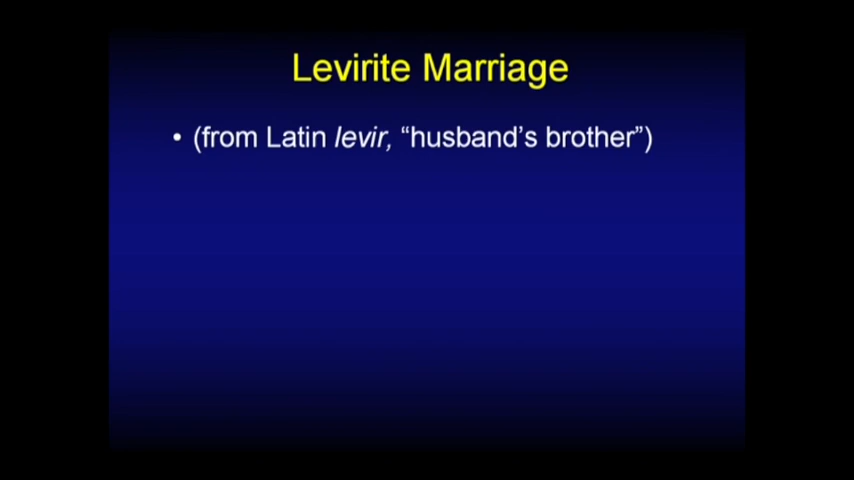 Levirite Marriage
• (from Latin levir, “husband’s brother”)